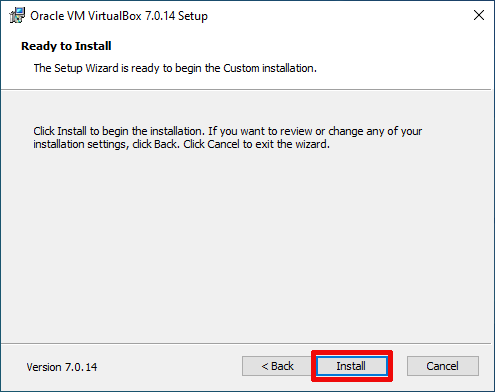 Oracle VM VirtualBox 7.0.14 Setup
Ready to Install
The Setup Wizard is ready to begin the Custom installation.
Click Install to begin the installation. If you want to review or change any of your
installation settings, click Back. Click Cancel to exit the wizard.
Version 7.0.14
< Back
Install
Cancel